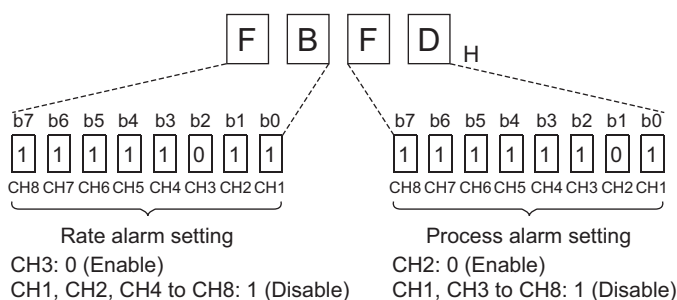 F B F D H
b7 b6 b5 b4 b3 b2 b1 b0 b7 b6 b5 b4 b3 b2 b1 b0
1 1 1 1 1 0 1 1 1 1 1 1 1 1 0 1
CH8 CH7 CH6 CH5 CH4 CH3 CH2 CH1 CH8 CH7 CH6 CH5 CH4 CH3 CH2 CH1
Rate alarm setting
CH3: 0 (Enable)
CH1, CH2, CH4 to CH8: 1 (Disable)
Process alarm setting
CH2: 0 (Enable)
CH1, CH3 to CH8: 1 (Disable)